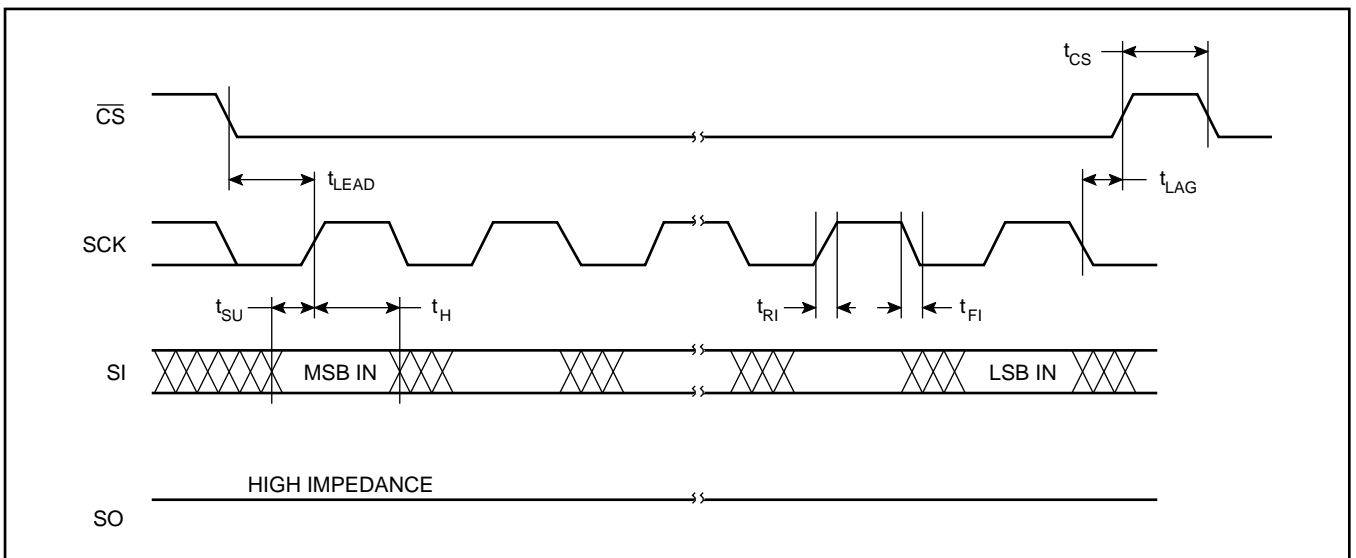 tCS
CS
tLEAD
tLAG
SCK
tSU
tH
tRI
tFI
SI
MSB IN
LSB IN
HIGH IMPEDANCE
SO